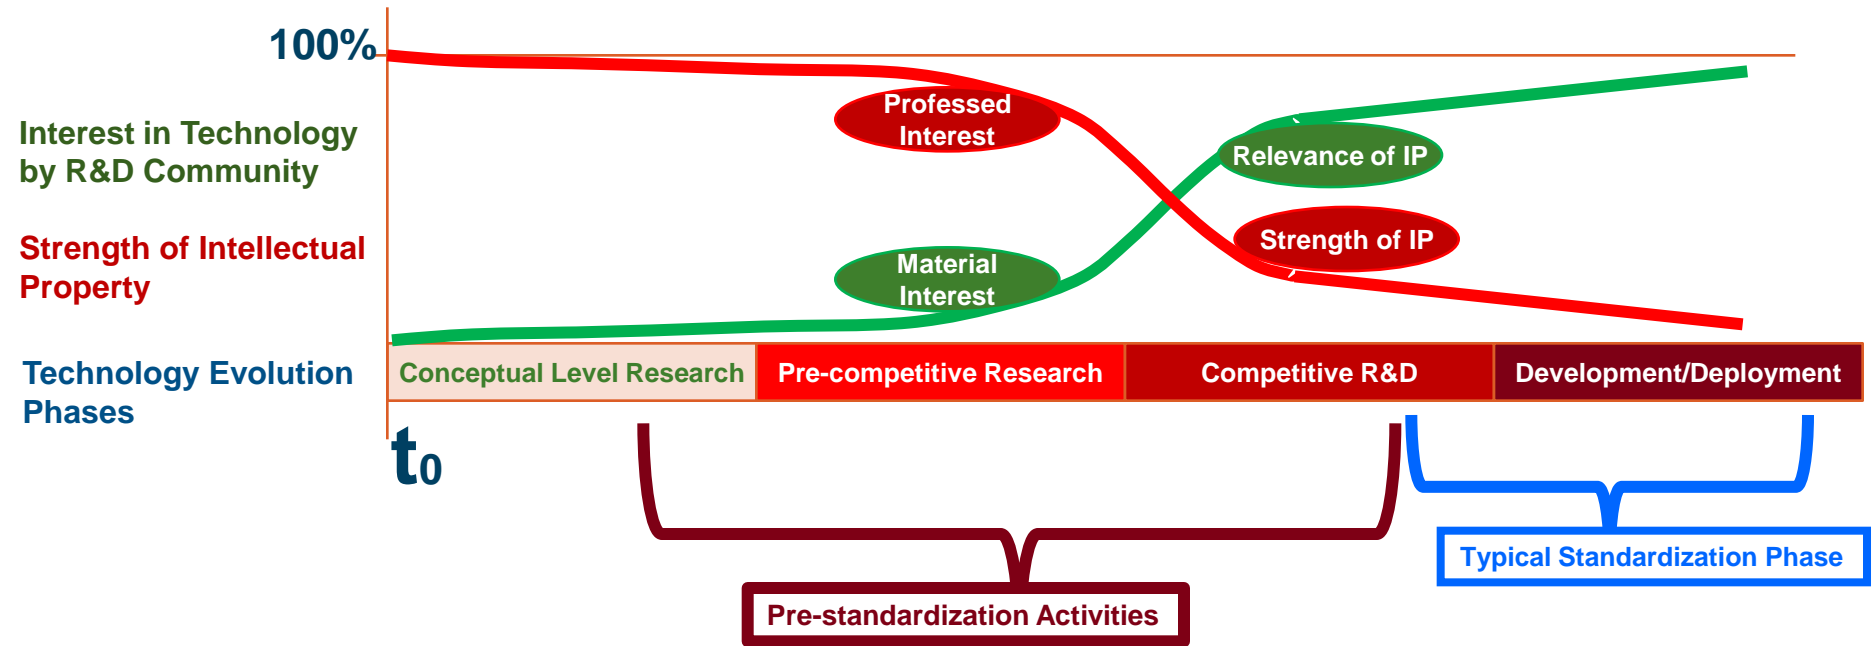 100%
Interest in Technology
by R&D Community
Strength of Intellectual
Property
Technology Evolution
Phases
Professed
Interest
Material
Interest
Relevance of IP
Strength of IP
Conceptual Level Research
Pre-competitive Research
Competitive R&D
Development/Deployment
t0
Typical Standardization Phase
Pre-standardization Activities